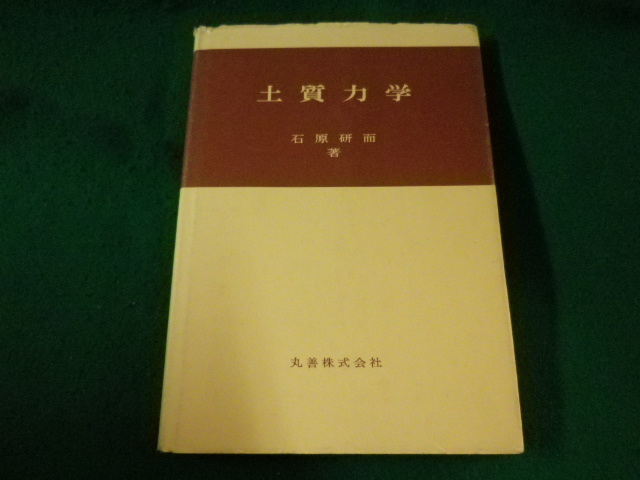 土質力学
石原研而
著
丸善株式会社